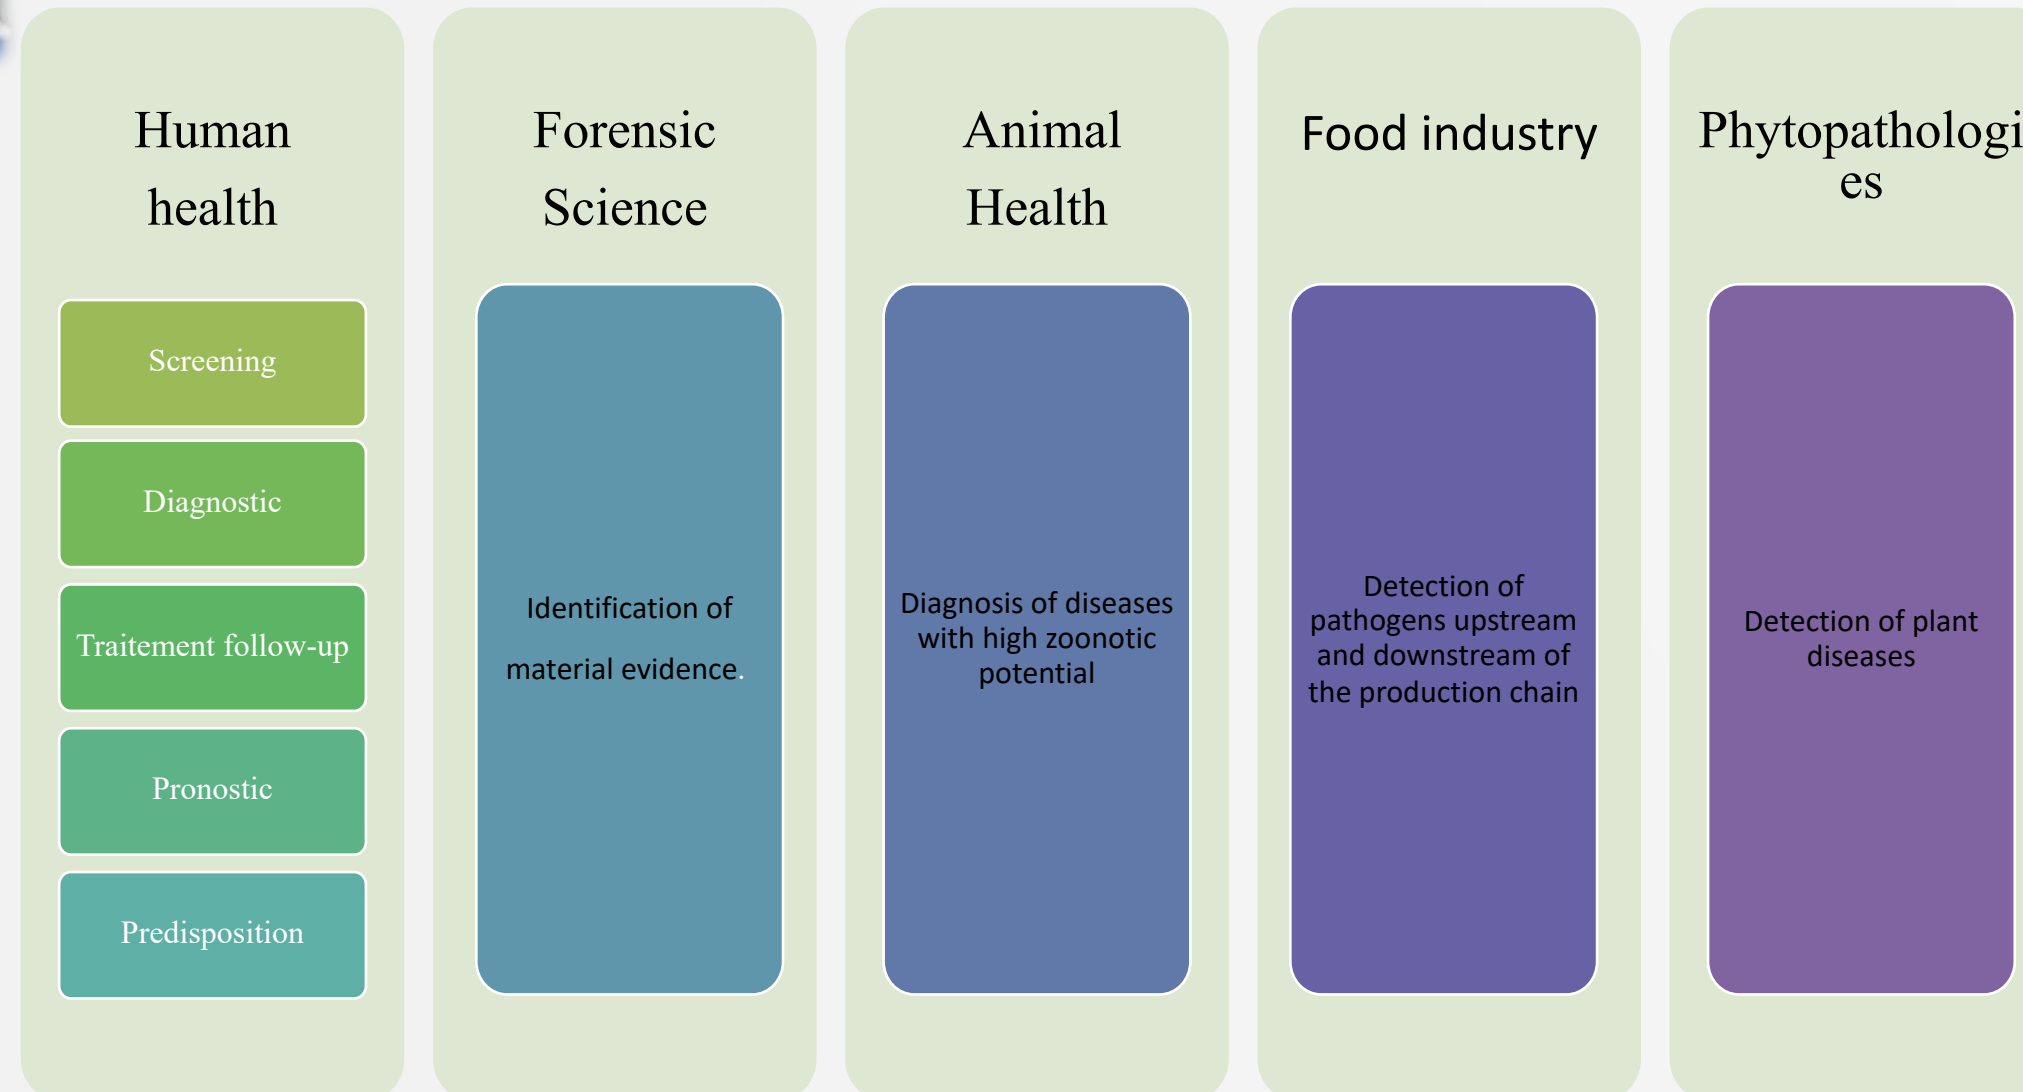 Human
health
Screening
Diagnostic
Traitement follow-up
Pronostic
Predisposition
Forensic
Science
Identification of
material evidence.
Animal
Health
Diagnosis of diseases
with high zoonotic
potential
Food industry
Detection of
pathogens upstream
and downstream of
the production chain
Phytopathologi
es
Detection of plant
diseases